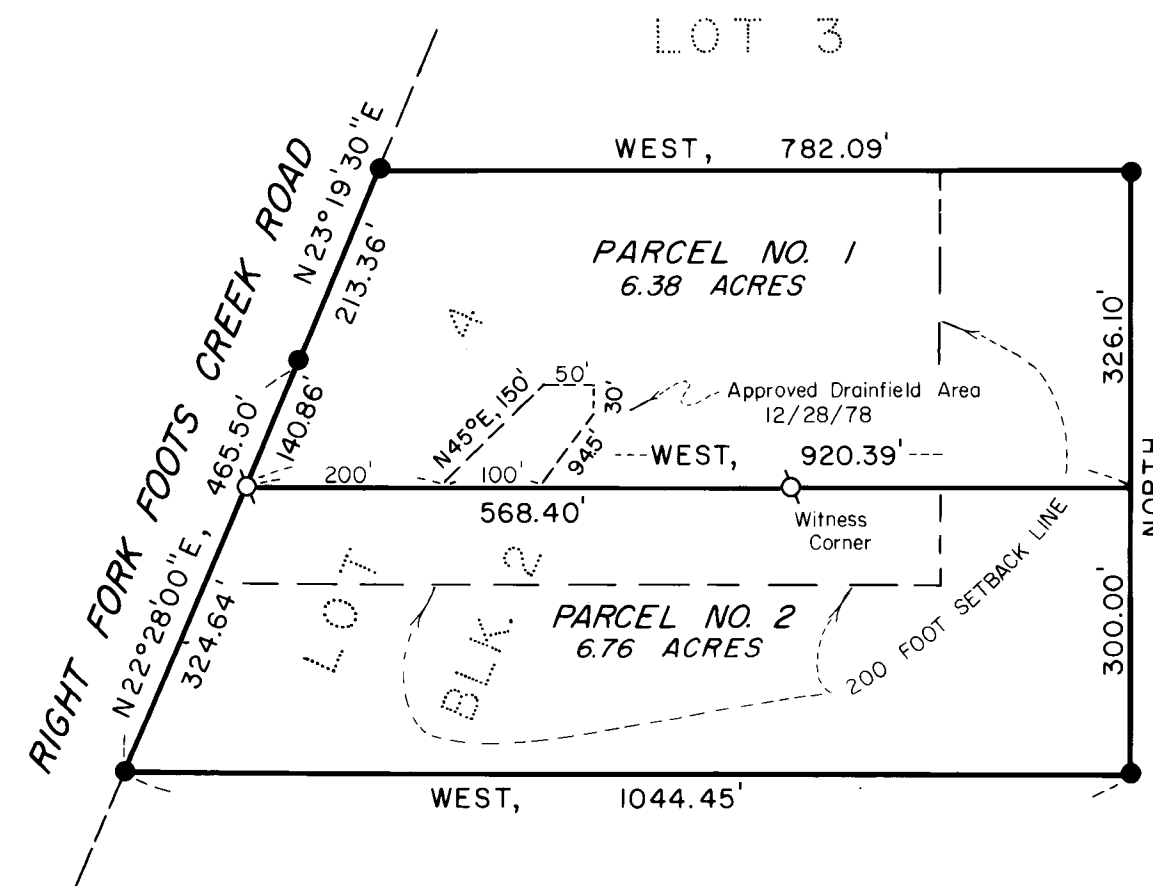 LOT 3
WEST, 782.09'
RIGHT FORK FOOTS CREEK ROAD
N 23° 19' 30" E
213.36'
PARCEL NO. 1
6.38 ACRES
326.10'
4
N45°E, 150'
50'
30'
94.5'
Approved Drainfield Area
12/28/78
465.50'
140.86'
200'
100'
WEST, 920.39'
568.40'
Witness
Corner
NORTH
N 22° 28' 00" E,
324.64'
LOT
BLK. 2
PARCEL NO. 2
6.76 ACRES
200 FOOT SETBACK LINE
300.00'
WEST, 1044.45'